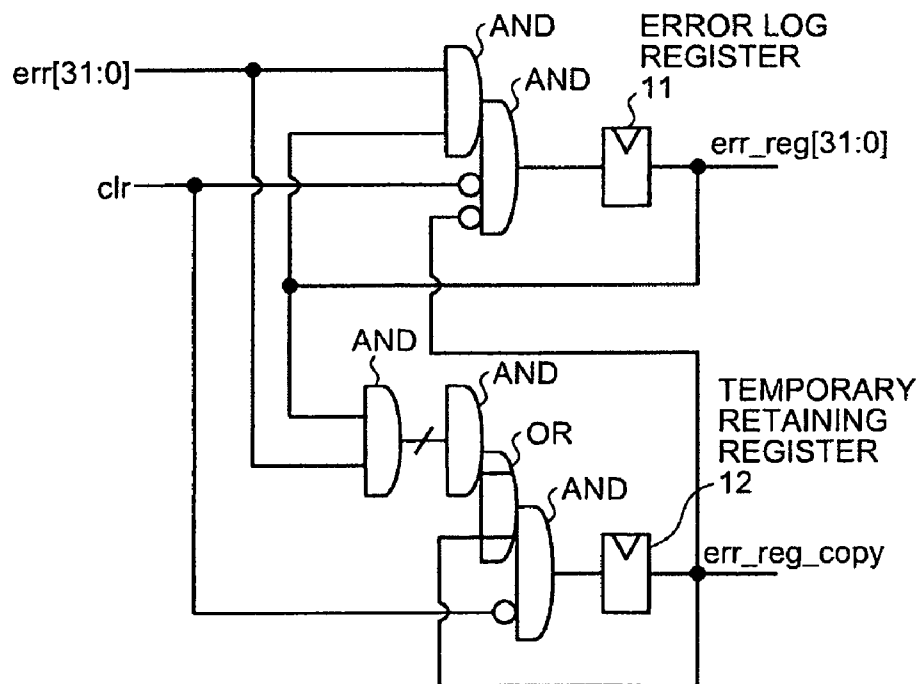 AND
ERROR LOG
REGISTER
11
err[31:0]
AND
err_reg[31:0]
clr
AND
AND
TEMPORARY
RETAINING
REGISTER
12
OR
AND
err_reg_copy